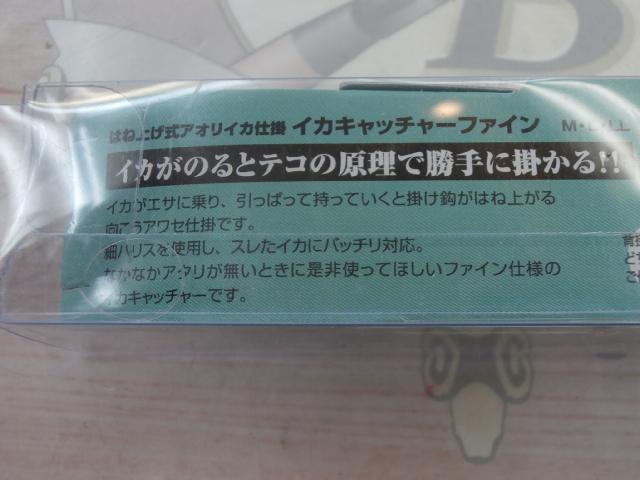 B
はね上げ式アオリイカ仕掛 イカキャッチャーファイン M・L・LL
イカがのるとテコの原理で勝手に掛かる!!
イカがエサに乗り、引っぱって持っていくと掛け鈎がはね上がる
向こうアワセ仕掛です。
細ハリスを使用し、スレたイカにバッチリ対応。
なかなかアタリが無いときに是非使ってほしいファイン仕様の
イカキャッチャーです。